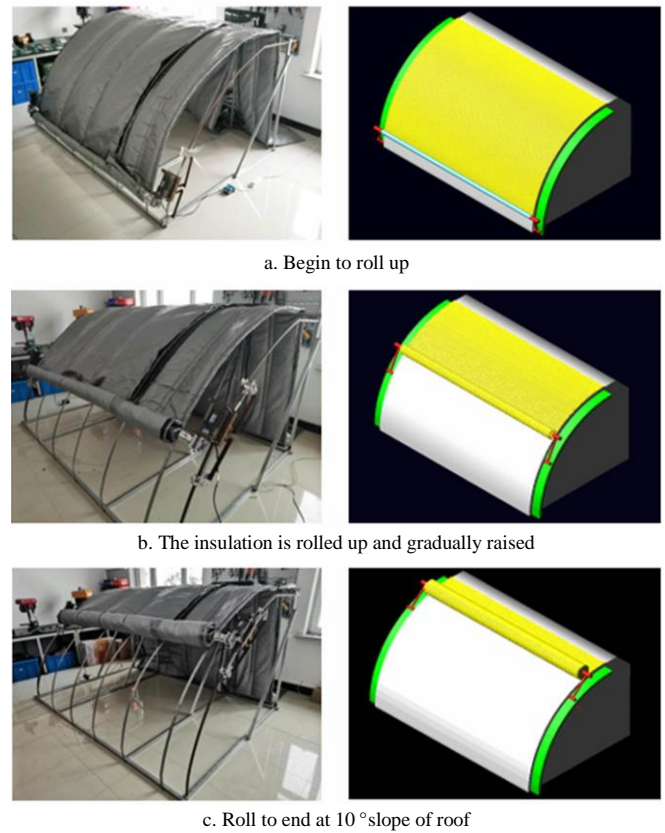 a. Begin to roll up
b. The insulation is rolled up and gradually raised
c. Roll to end at 10 °slope of roof